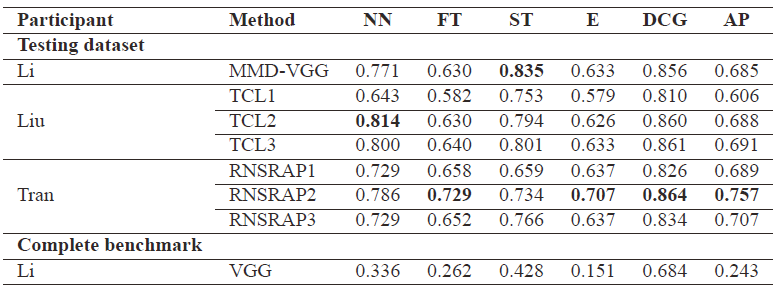 Participant Method NN FT ST E DCG AP
Testing dataset
Li MMD-VGG 0.771 0.630 0.835 0.633 0.856 0.685
TCL1 0.643 0.582 0.753 0.579 0.810 0.606
Liu TCL2 0.814 0.630 0.794 0.626 0.860 0.688
TCL3 0.800 0.640 0.801 0.633 0.861 0.691
RNSRAP1 0.729 0.658 0.659 0.637 0.826 0.689
Tran RNSRAP2 0.786 0.729 0.734 0.707 0.864 0.757
RNSRAP3 0.729 0.652 0.766 0.637 0.834 0.707
Complete benchmark
Li VGG 0.336 0.262 0.428 0.151 0.684 0.243